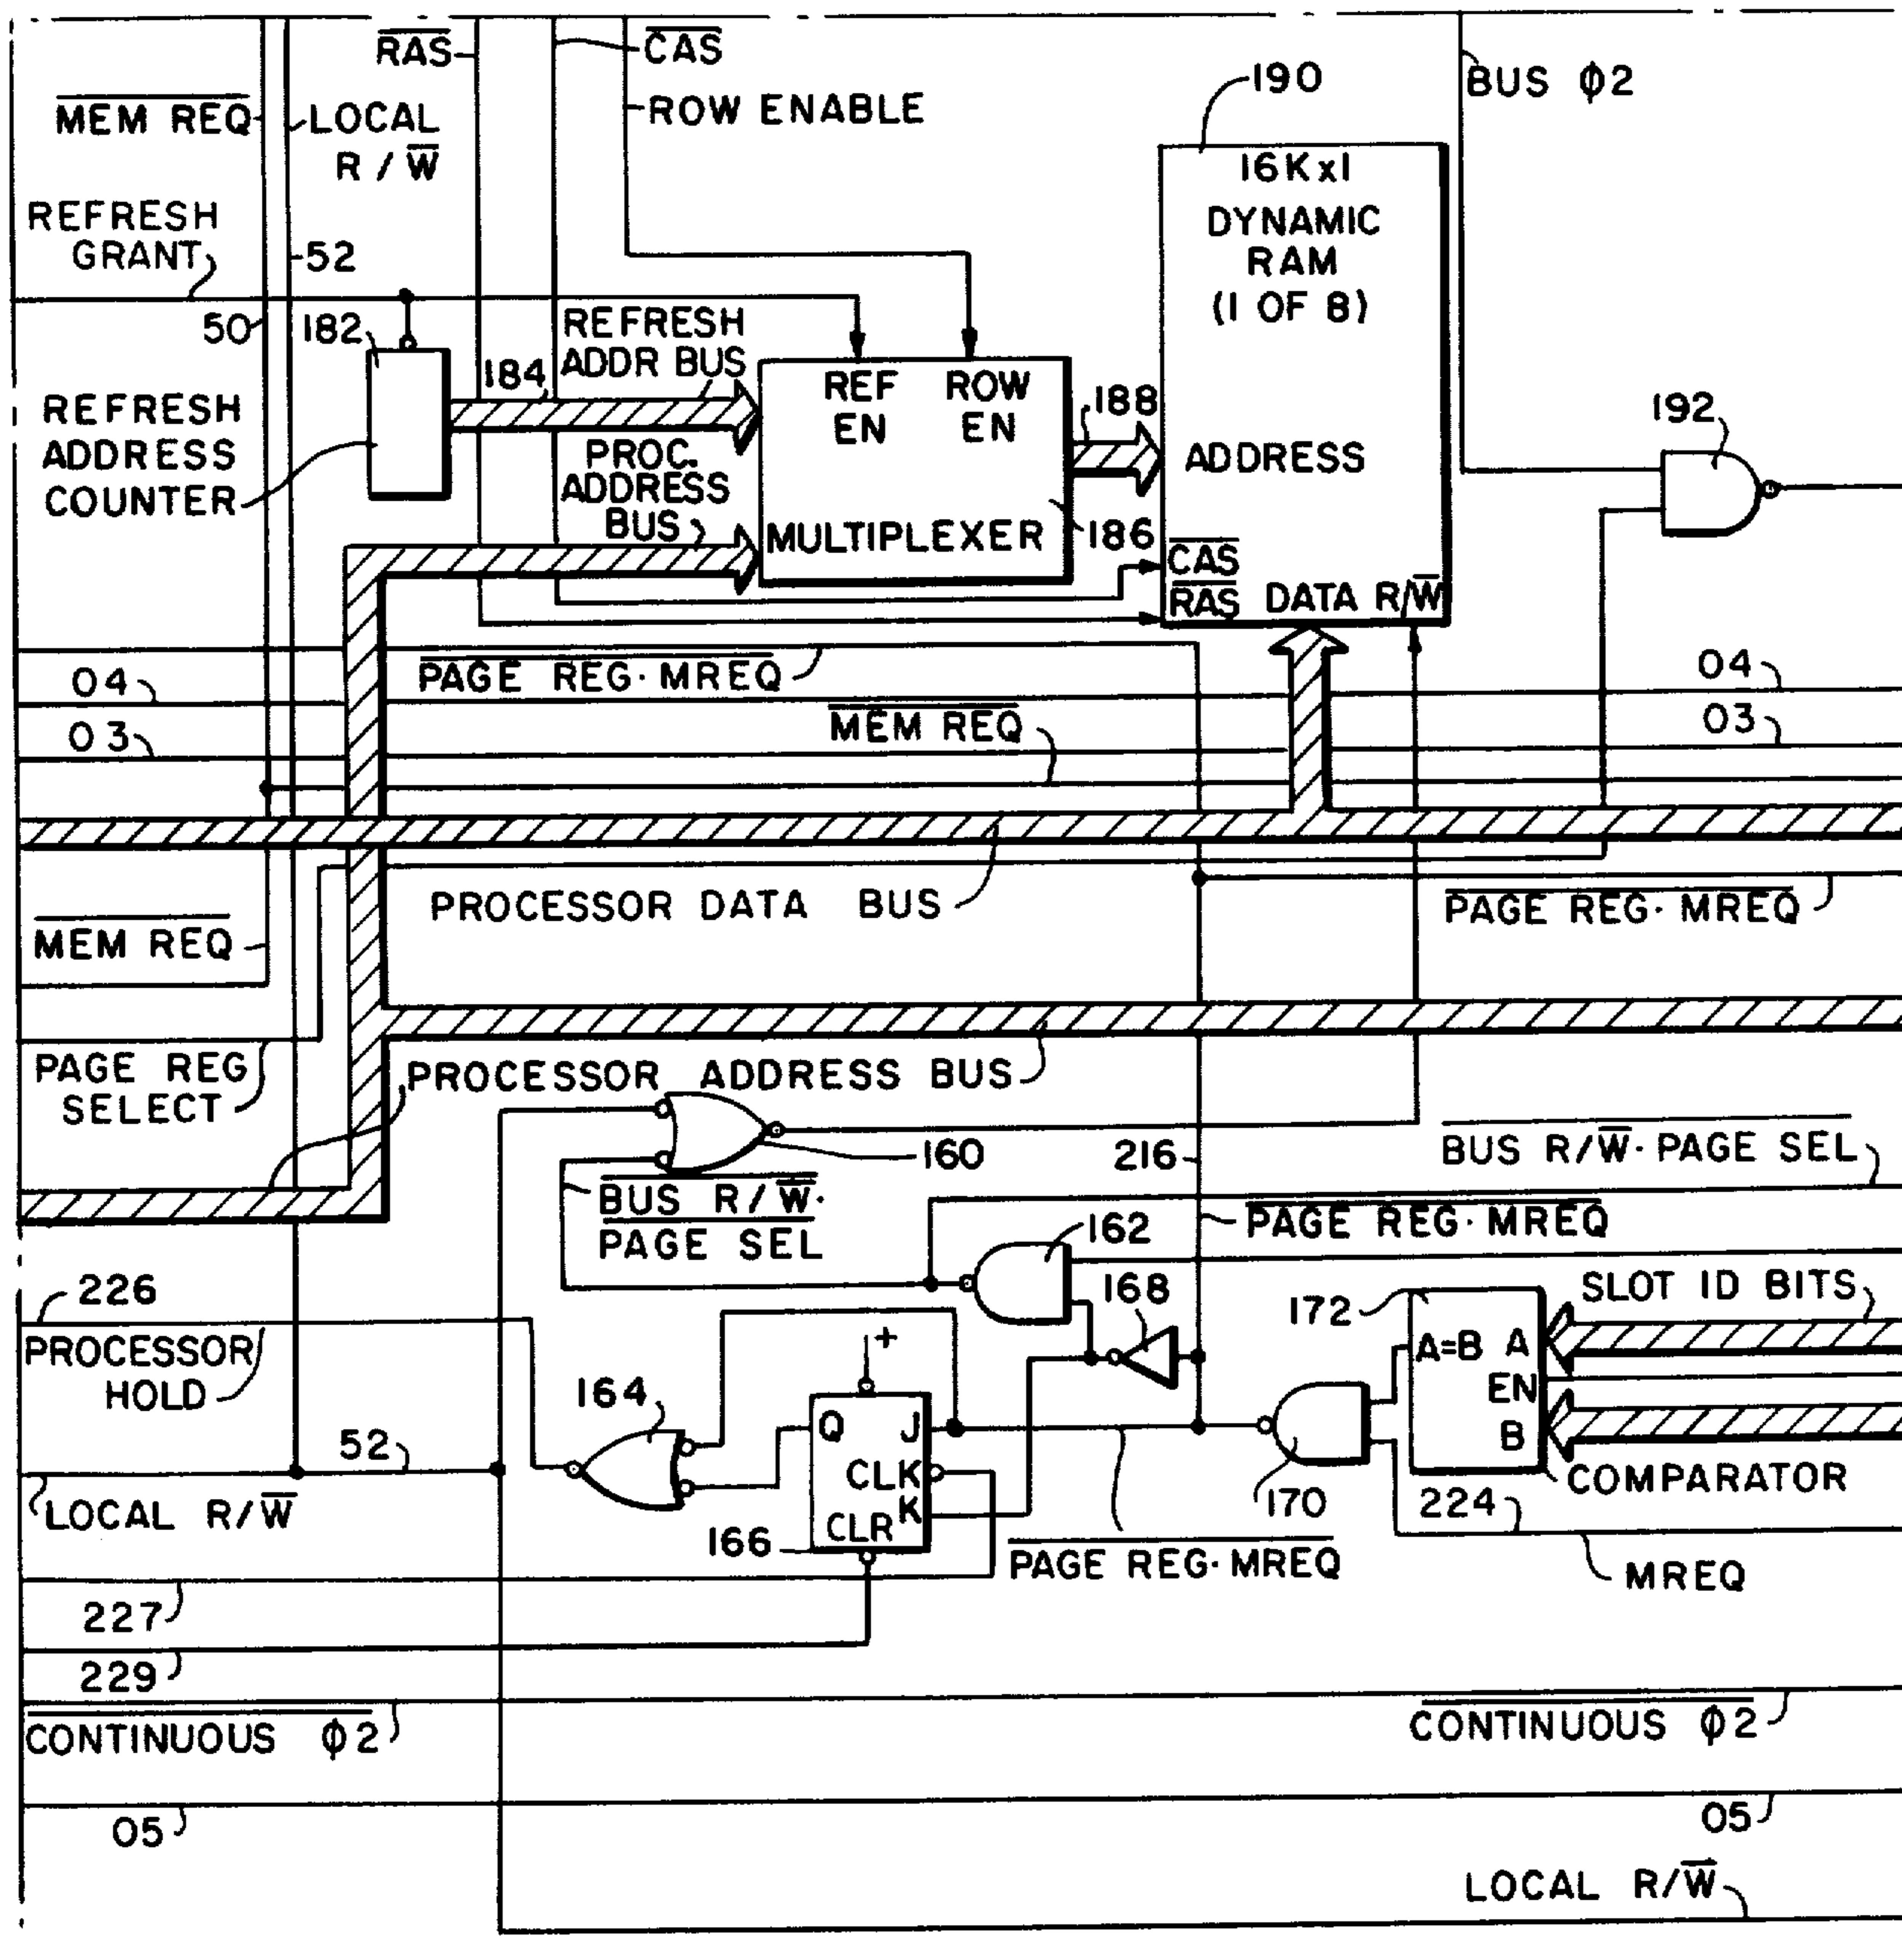 RAS
CAS
MEM REQ
LOCAL
R/W
ROW ENABLE
190
BUS φ2
16K x 1
DYNAMIC
RAM
(1 OF 8)
REFRESH
GRANT
52
50
182
REFRESH
ADDR BUS
184
REF
EN
ROW
EN
188
192
REFRESH
ADDRESS
COUNTER
PROC.
ADDRESS
BUS
ADDRESS
MULTIPLEXER
186
CAS
RAS
DATA R/W
PAGE REG·MREQ
04
04
MEM REQ
03
03
PROCESSOR DATA BUS
PAGE REG·MREQ
MEM REQ
PAGE REG
SELECT
PROCESSOR ADDRESS BUS
160
216
BUS R/W·PAGE SEL
BUS R/W·
PAGE SEL
PAGE REG·MREQ
162
226
168
SLOT ID BITS
172
PROCESSOR
HOLD
+
A=B
A
EN
B
164
Q
J
CLK
K
CLR
52
COMPARATOR
LOCAL R/W
170
224
166
PAGE REG·MREQ
MREQ
227
229
CONTINUOUS φ2
CONTINUOUS φ2
05
05
LOCAL R/W